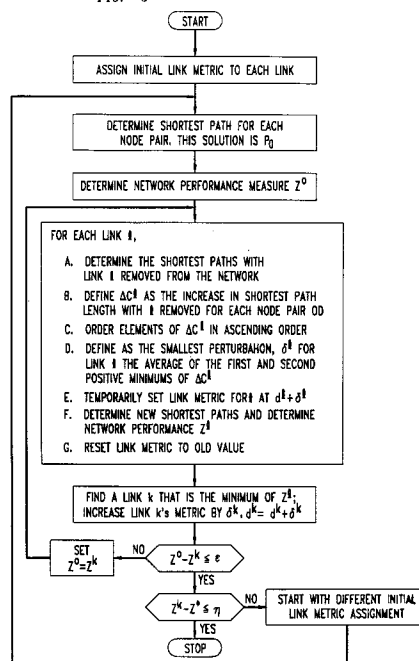 START
ASSIGN INITIAL LINK METRIC TO EACH LINK
DETERMINE SHORTEST PATH FOR EACH
NODE PAIR. THIS SOLUTION IS P₀
DETERMINE NETWORK PERFORMANCE MEASURE Z⁰
FOR EACH LINK ℓ,
A. DETERMINE THE SHORTEST PATHS WITH
LINK ℓ REMOVED FROM THE NETWORK
B. DEFINE ΔCˡ AS THE INCREASE IN SHORTEST PATH
LENGTH WITH ℓ REMOVED FOR EACH NODE PAIR OD
C. ORDER ELEMENTS OF ΔCˡ IN ASCENDING ORDER
D. DEFINE AS THE SMALLEST PERTURBAHON, δˡ FOR
LINK ℓ THE AVERAGE OF THE FIRST AND SECOND
POSITIVE MINIMUMS OF ΔCˡ
E. TEMPORARILY SET LINK METRIC FOR ℓ AT dˡ+δˡ
F. DETERMINE NEW SHORTEST PATHS AND DETERMINE
NETWORK PERFORMANCE Zˡ
G. RESET LINK METRIC TO OLD VALUE
FIND A LINK k THAT IS THE MINIMUM OF Zˡ;
INCREASE LINK k'S METRIC BY δᵏ, dᵏ= dᵏ+δᵏ
SET
Z⁰=Zᵏ
NO
Z⁰-Zᵏ ≤ ε
YES
Zᵏ-Z* ≤ η
NO
START WITH DIFFERENT INITIAL
LINK METRIC ASSIGNMENT
YES
STOP